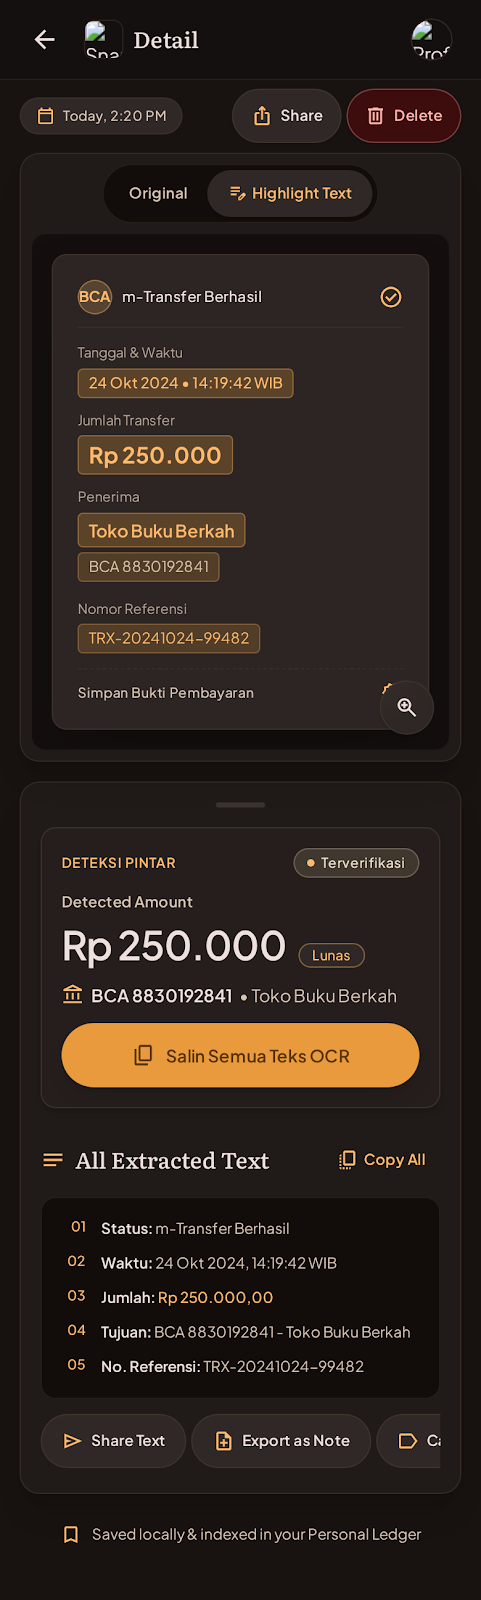 Detail
Today, 2:20 PM
Share
Delete
Original
Highlight Text
BCA
m-Transfer Berhasil
Tanggal & Waktu
24 Okt 2024 • 14:19:42 WIB
Jumlah Transfer
Rp 250.000
Penerima
Toko Buku Berkah
BCA 8830192841
Nomor Referensi
TRX-20241024-99482
Simpan Bukti Pembayaran
DETEKSI PINTAR
Terverifikasi
Detected Amount
Rp 250.000
Lunas
BCA 8830192841 • Toko Buku Berkah
Salin Semua Teks OCR
All Extracted Text
Copy All
01 Status: m-Transfer Berhasil
02 Waktu: 24 Okt 2024, 14:19:42 WIB
03 Jumlah: Rp 250.000,00
04 Tujuan: BCA 8830192841 - Toko Buku Berkah
05 No. Referensi: TRX-20241024-99482
Share Text
Export as Note
Saved locally & indexed in your Personal Ledger